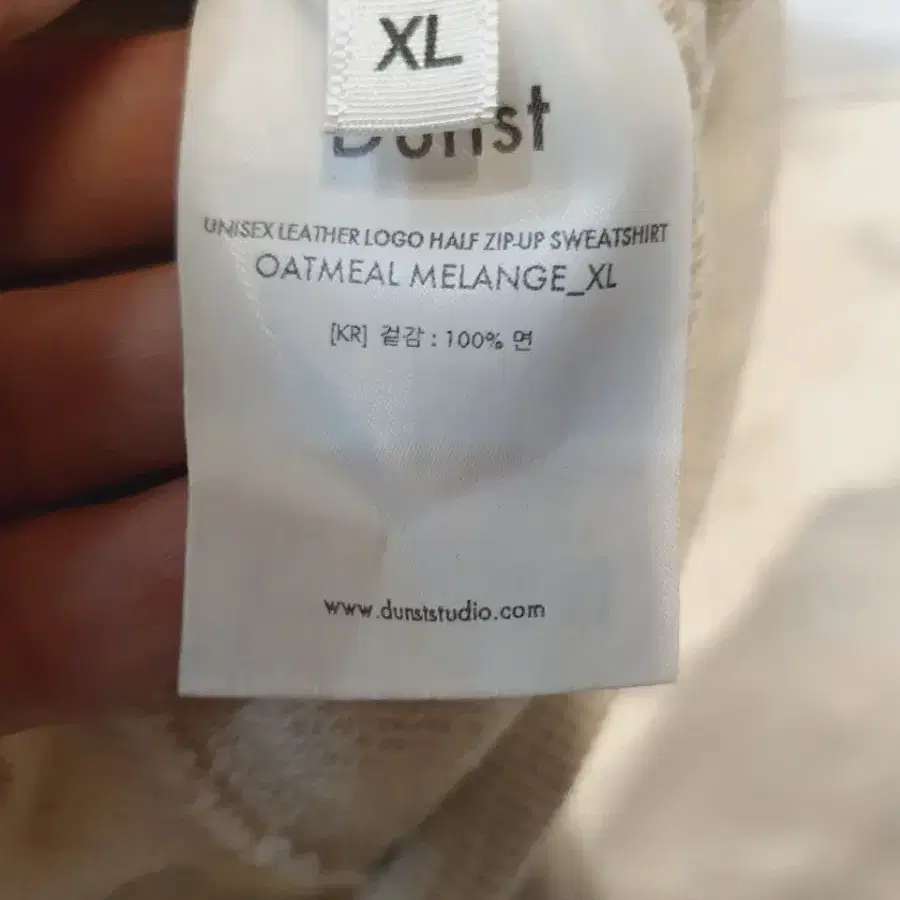 XL
Dunst
UNISEX LEATHER LOGO HALF ZIP-UP SWEATSHIRT
OATMEAL MELANGE_XL
[KR] 겉감 : 100% 면
www.dunststudio.com